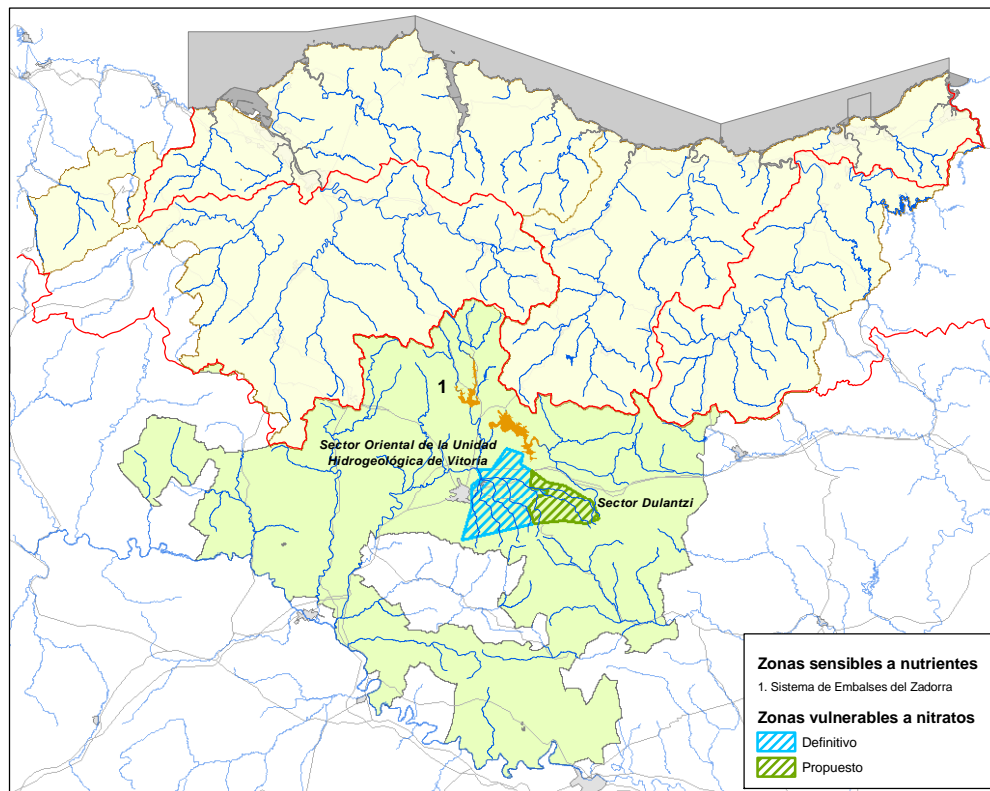 1
Sector Oriental de la Unidad
Hidrogeológica de Vitoria
Sector Dulantzi
Zonas sensibles a nutrientes
1. Sistema de Embalses del Zadorra
Zonas vulnerables a nitratos
Definitivo
Propuesto